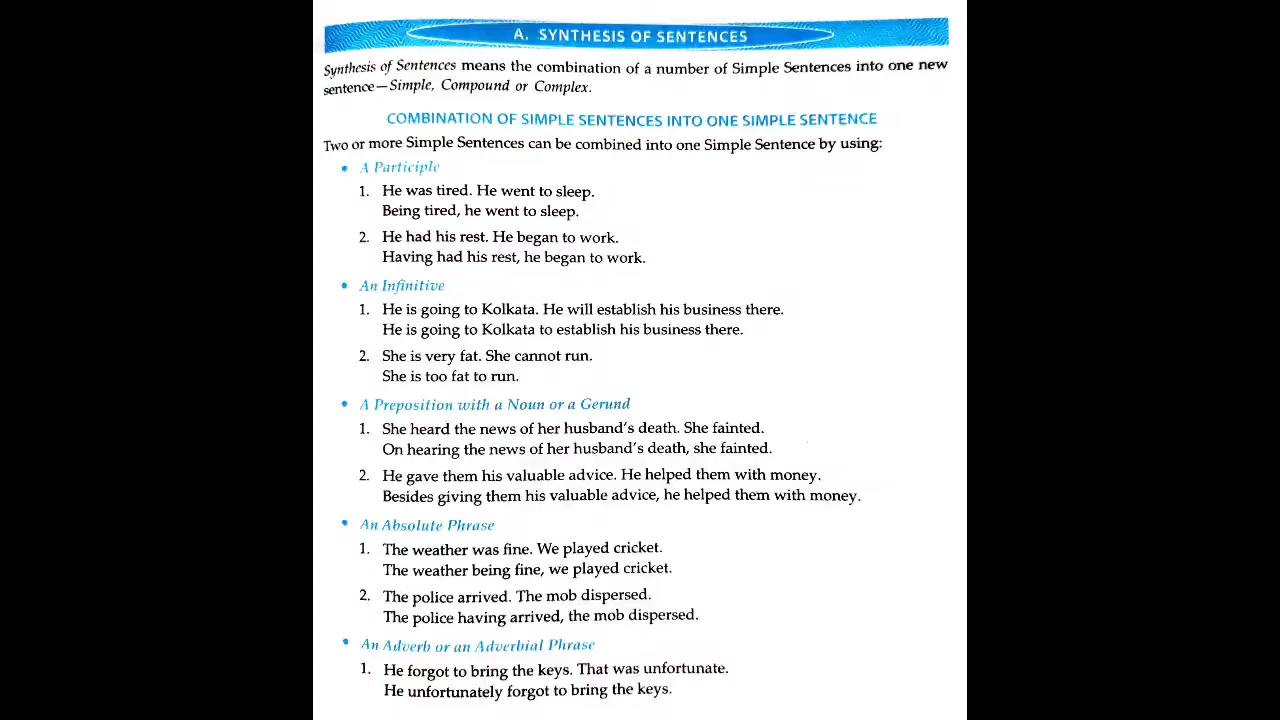 A. SYNTHESIS OF SENTENCES
Synthesis of Sentences means the combination of a number of Simple Sentences into one new
sentence—Simple, Compound or Complex.
COMBINATION OF SIMPLE SENTENCES INTO ONE SIMPLE SENTENCE
Two or more Simple Sentences can be combined into one Simple Sentence by using:
• A Participle
1. He was tired. He went to sleep.
Being tired, he went to sleep.
2. He had his rest. He began to work.
Having had his rest, he began to work.
• An Infinitive
1. He is going to Kolkata. He will establish his business there.
He is going to Kolkata to establish his business there.
2. She is very fat. She cannot run.
She is too fat to run.
• A Preposition with a Noun or a Gerund
1. She heard the news of her husband's death. She fainted.
On hearing the news of her husband's death, she fainted.
2. He gave them his valuable advice. He helped them with money.
Besides giving them his valuable advice, he helped them with money.
• An Absolute Phrase
1. The weather was fine. We played cricket.
The weather being fine, we played cricket.
2. The police arrived. The mob dispersed.
The police having arrived, the mob dispersed.
• An Adverb or an Adverbial Phrase
1. He forgot to bring the keys. That was unfortunate.
He unfortunately forgot to bring the keys.